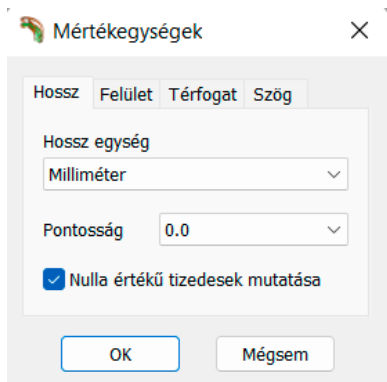 Mértékegységek
Hossz Felület Térfogat Szög
Hossz egység
Milliméter
Pontosság 0.0
Nulla értékű tizedesek mutatása
OK Mégsem